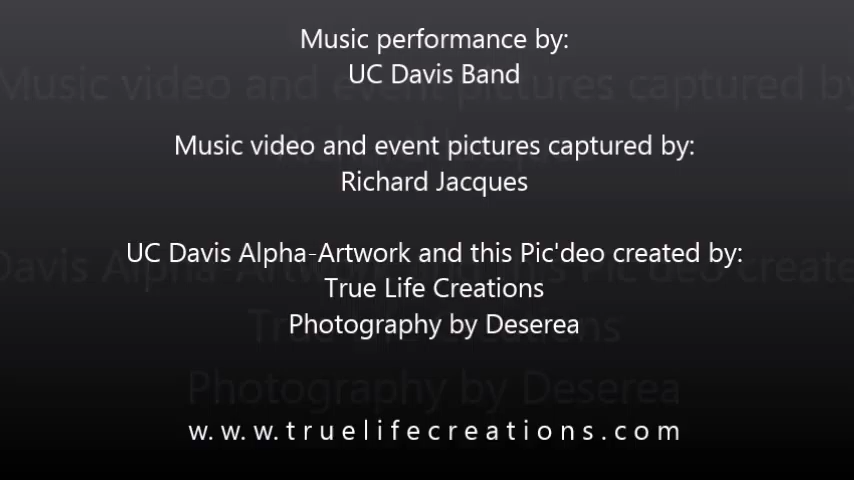 Music performance by:
UC Davis Band
Music video and event pictures captured by:
Richard Jacques
UC Davis Alpha-Artwork and this Pic'deo created by:
True Life Creations
Photography by Deserea
w.w.w.truelifecreations.com